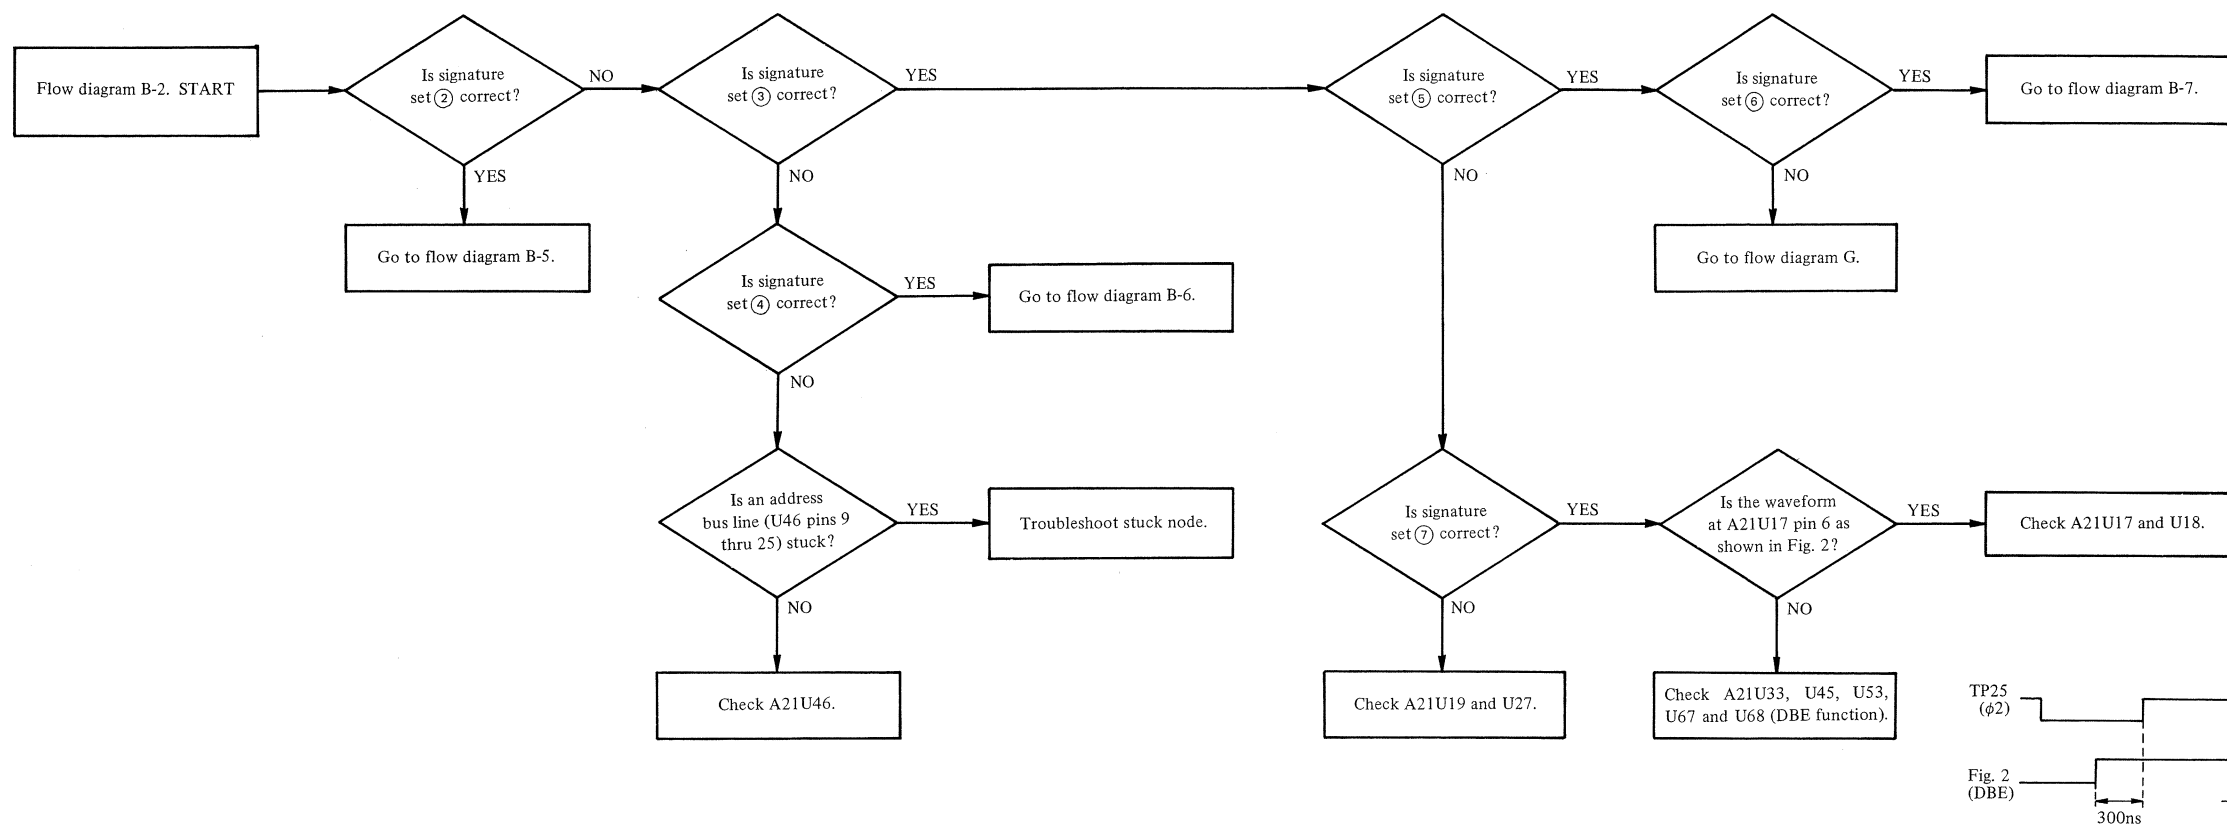 Flow diagram B-2. START
Is signature
set ② correct?
NO
YES
Go to flow diagram B-5.
Is signature
set ③ correct?
YES
NO
Is signature
set ④ correct?
YES
Go to flow diagram B-6.
NO
Is an address
bus line (U46 pins 9
thru 25) stuck?
YES
Troubleshoot stuck node.
NO
Check A21U46.
Is signature
set ⑤ correct?
YES
NO
Is signature
set ⑥ correct?
YES
Go to flow diagram B-7.
NO
Go to flow diagram G.
Is signature
set ⑦ correct?
YES
NO
Check A21U19 and U27.
Is the waveform
at A21U17 pin 6 as
shown in Fig. 2?
YES
Check A21U17 and U18.
NO
Check A21U33, U45, U53,
U67 and U68 (DBE function).
TP25
(ϕ2)
Fig. 2
(DBE)
300ns